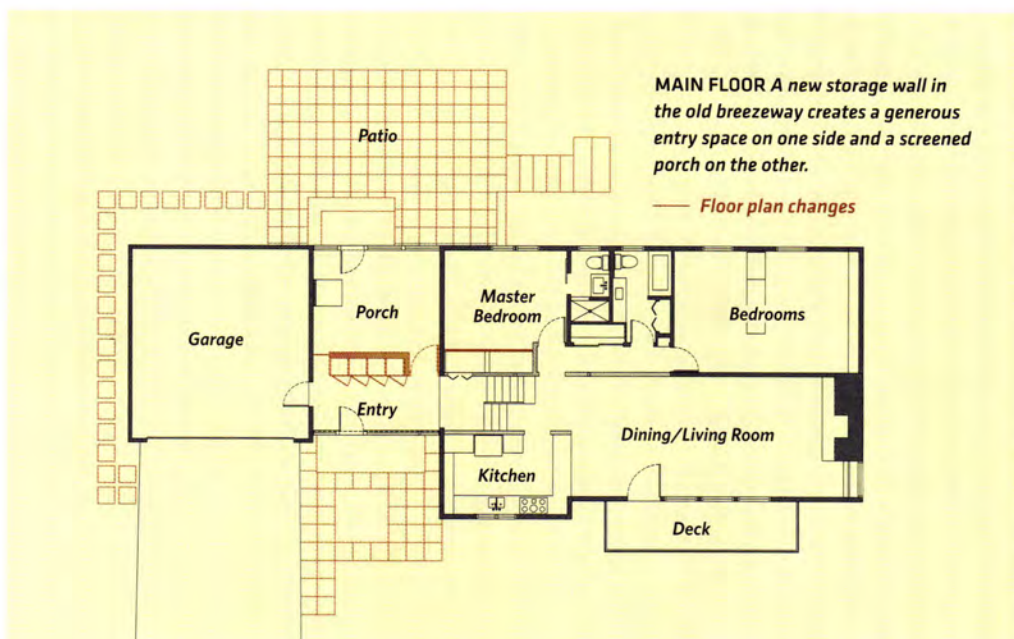 MAIN FLOOR A new storage wall in
the old breezeway creates a generous
entry space on one side and a screened
porch on the other.
Floor plan changes
Patio
Garage
Porch
Master
Bedroom
Bedrooms
Entry
Dining/Living Room
Kitchen
Deck